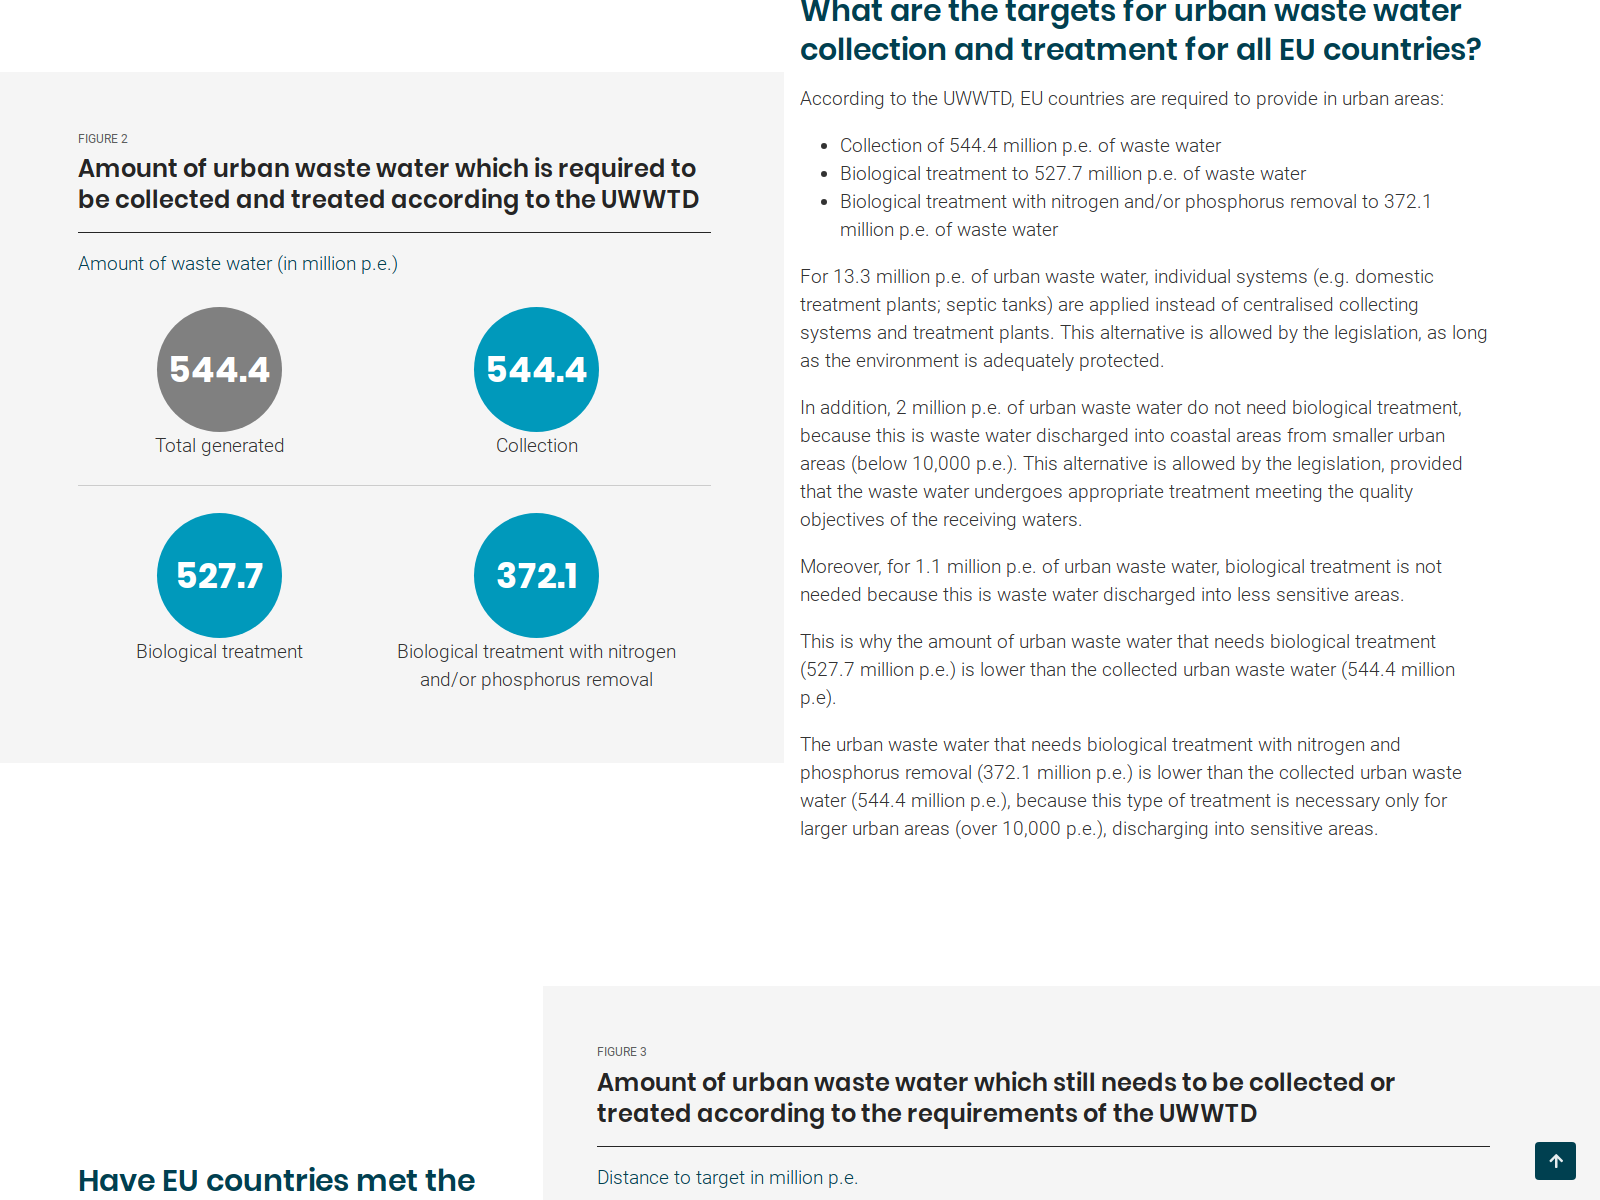 What are the targets for urban waste water
collection and treatment for all EU countries?
According to the UWWTD, EU countries are required to provide in urban areas:
Collection of 544.4 million p.e. of waste water
Biological treatment to 527.7 million p.e. of waste water
Biological treatment with nitrogen and/or phosphorus removal to 372.1
million p.e. of waste water
For 13.3 million p.e. of urban waste water, individual systems (e.g. domestic
treatment plants; septic tanks) are applied instead of centralised collecting
systems and treatment plants. This alternative is allowed by the legislation, as long
as the environment is adequately protected.
In addition, 2 million p.e. of urban waste water do not need biological treatment,
because this is waste water discharged into coastal areas from smaller urban
areas (below 10,000 p.e.). This alternative is allowed by the legislation, provided
that the waste water undergoes appropriate treatment meeting the quality
objectives of the receiving waters.
Moreover, for 1.1 million p.e. of urban waste water, biological treatment is not
needed because this is waste water discharged into less sensitive areas.
This is why the amount of urban waste water that needs biological treatment
(527.7 million p.e.) is lower than the collected urban waste water (544.4 million
p.e).
The urban waste water that needs biological treatment with nitrogen and
phosphorus removal (372.1 million p.e.) is lower than the collected urban waste
water (544.4 million p.e.), because this type of treatment is necessary only for
larger urban areas (over 10,000 p.e.), discharging into sensitive areas.
FIGURE 2
Amount of urban waste water which is required to
be collected and treated according to the UWWTD
Amount of waste water (in million p.e.)
544.4
Total generated
544.4
Collection
527.7
Biological treatment
372.1
Biological treatment with nitrogen
and/or phosphorus removal
FIGURE 3
Amount of urban waste water which still needs to be collected or
treated according to the requirements of the UWWTD
Distance to target in million p.e.
Have EU countries met the